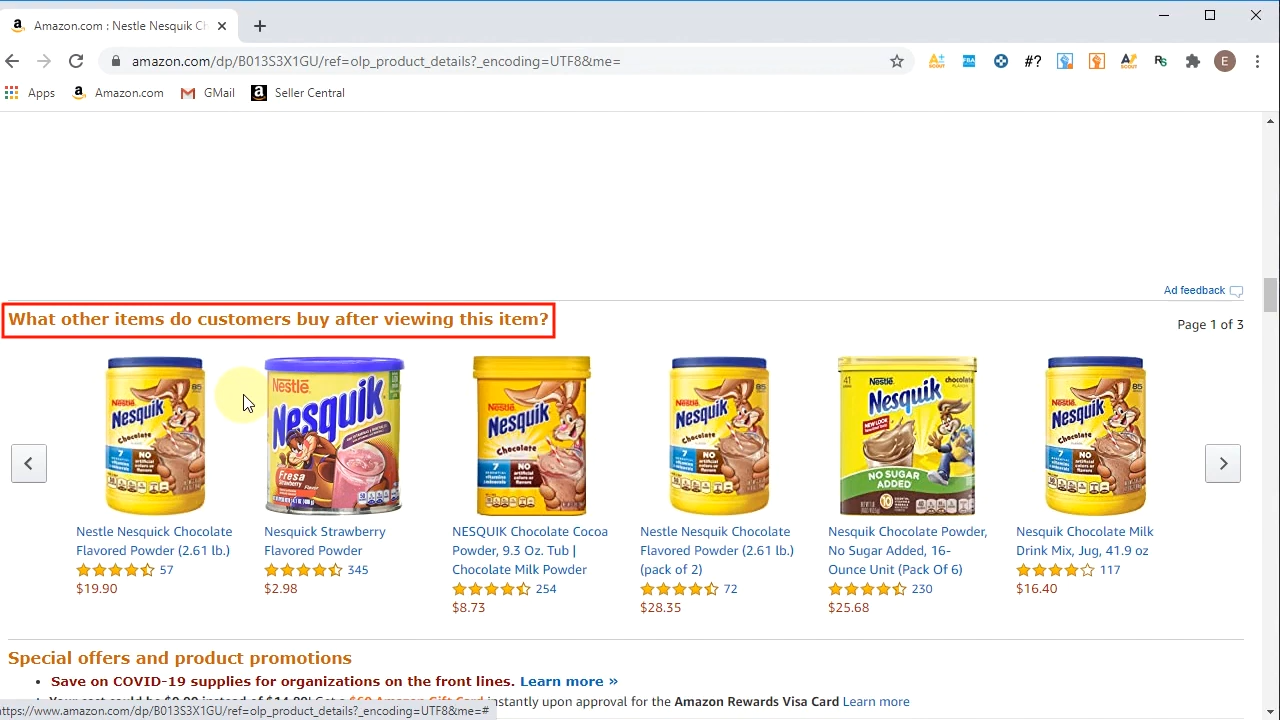 Amazon.com : Nestle Nesquik Ch
amazon.com/dp/B013S3X1GU/ref=olp_product_details?_encoding=UTF8&me=
Apps
Amazon.com
GMail
Seller Central
Ad feedback
What other items do customers buy after viewing this item?
Page 1 of 3
Nestle Nesquick Chocolate
Flavored Powder (2.61 lb.)
57
$19.90
Nesquick Strawberry
Flavored Powder
345
$2.98
NESQUIK Chocolate Cocoa
Powder, 9.3 Oz. Tub |
Chocolate Milk Powder
254
$8.73
Nestle Nesquik Chocolate
Flavored Powder (2.61 lb.)
(pack of 2)
72
$28.35
Nesquik Chocolate Powder,
No Sugar Added, 16-
Ounce Unit (Pack Of 6)
230
$25.68
Nesquik Chocolate Milk
Drink Mix, Jug, 41.9 oz
117
$16.40
Special offers and product promotions
Save on COVID-19 supplies for organizations on the front lines. Learn more »
instantly upon approval for the Amazon Rewards Visa Card Learn more
https://www.amazon.com/dp/B013S3X1GU/ref=olp_product_details?_encoding=UTF8&me=#